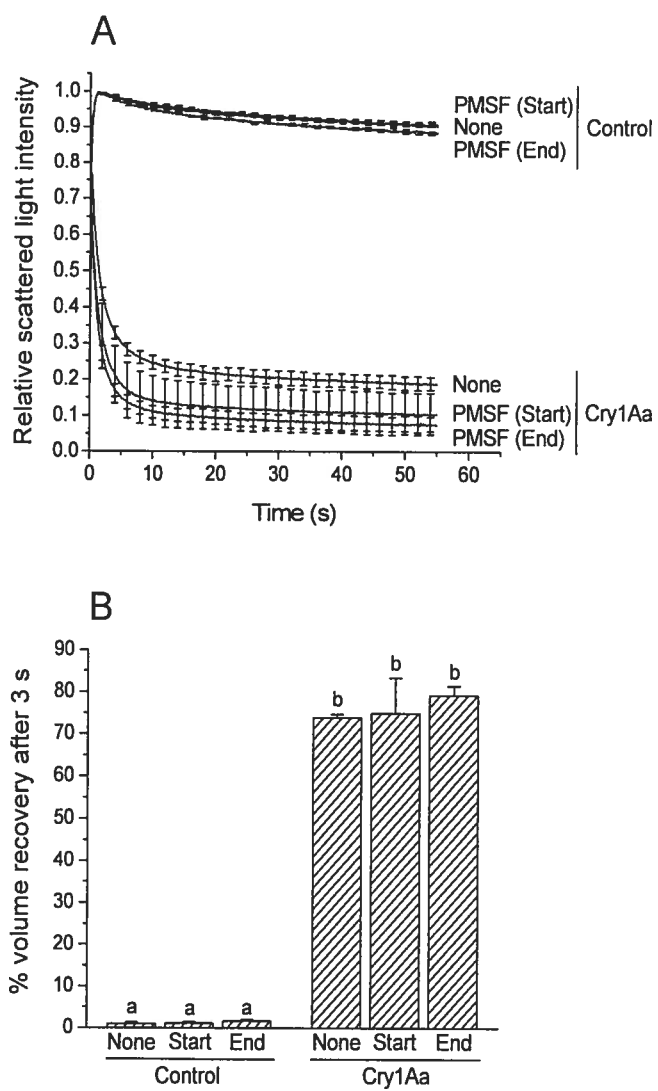 A
Relative scattered light intensity
1.0
0.9
0.8
0.7
0.6
0.5
0.4
0.3
0.2
0.1
0.0
PMSF (Start)
None
PMSF (End)
Control
None
PMSF (Start)
PMSF (End)
Cry1Aa
0 10 20 30 40 50 60
Time (s)
B
% volume recovery after 3 s
90
80
70
60
50
40
30
20
10
0
a a a b b b
None Start End None Start End
Control Cry1Aa